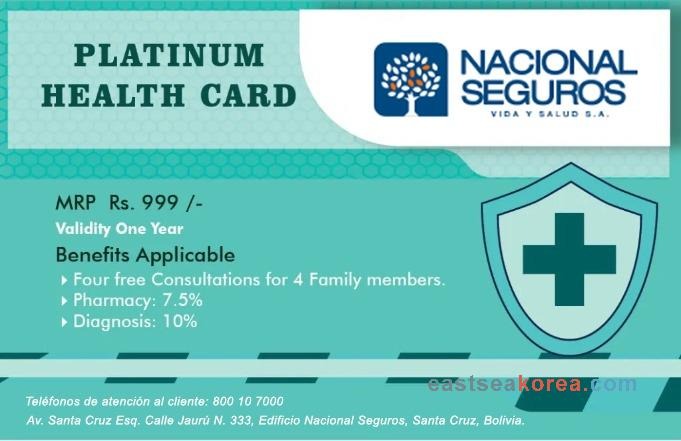 PLATINUM
HEALTH CARD
NACIONAL
SEGUROS
VIDA Y SALUD S.A.
MRP Rs. 999 /-
Validity One Year
Benefits Applicable
Four free Consultations for 4 Family members.
Pharmacy: 7.5%
Diagnosis: 10%
eastseakorea.com
Teléfonos de atención al cliente: 800 10 7000
Av. Santa Cruz Esq. Calle Jaurú N. 333, Edificio Nacional Seguros, Santa Cruz, Bolivia.